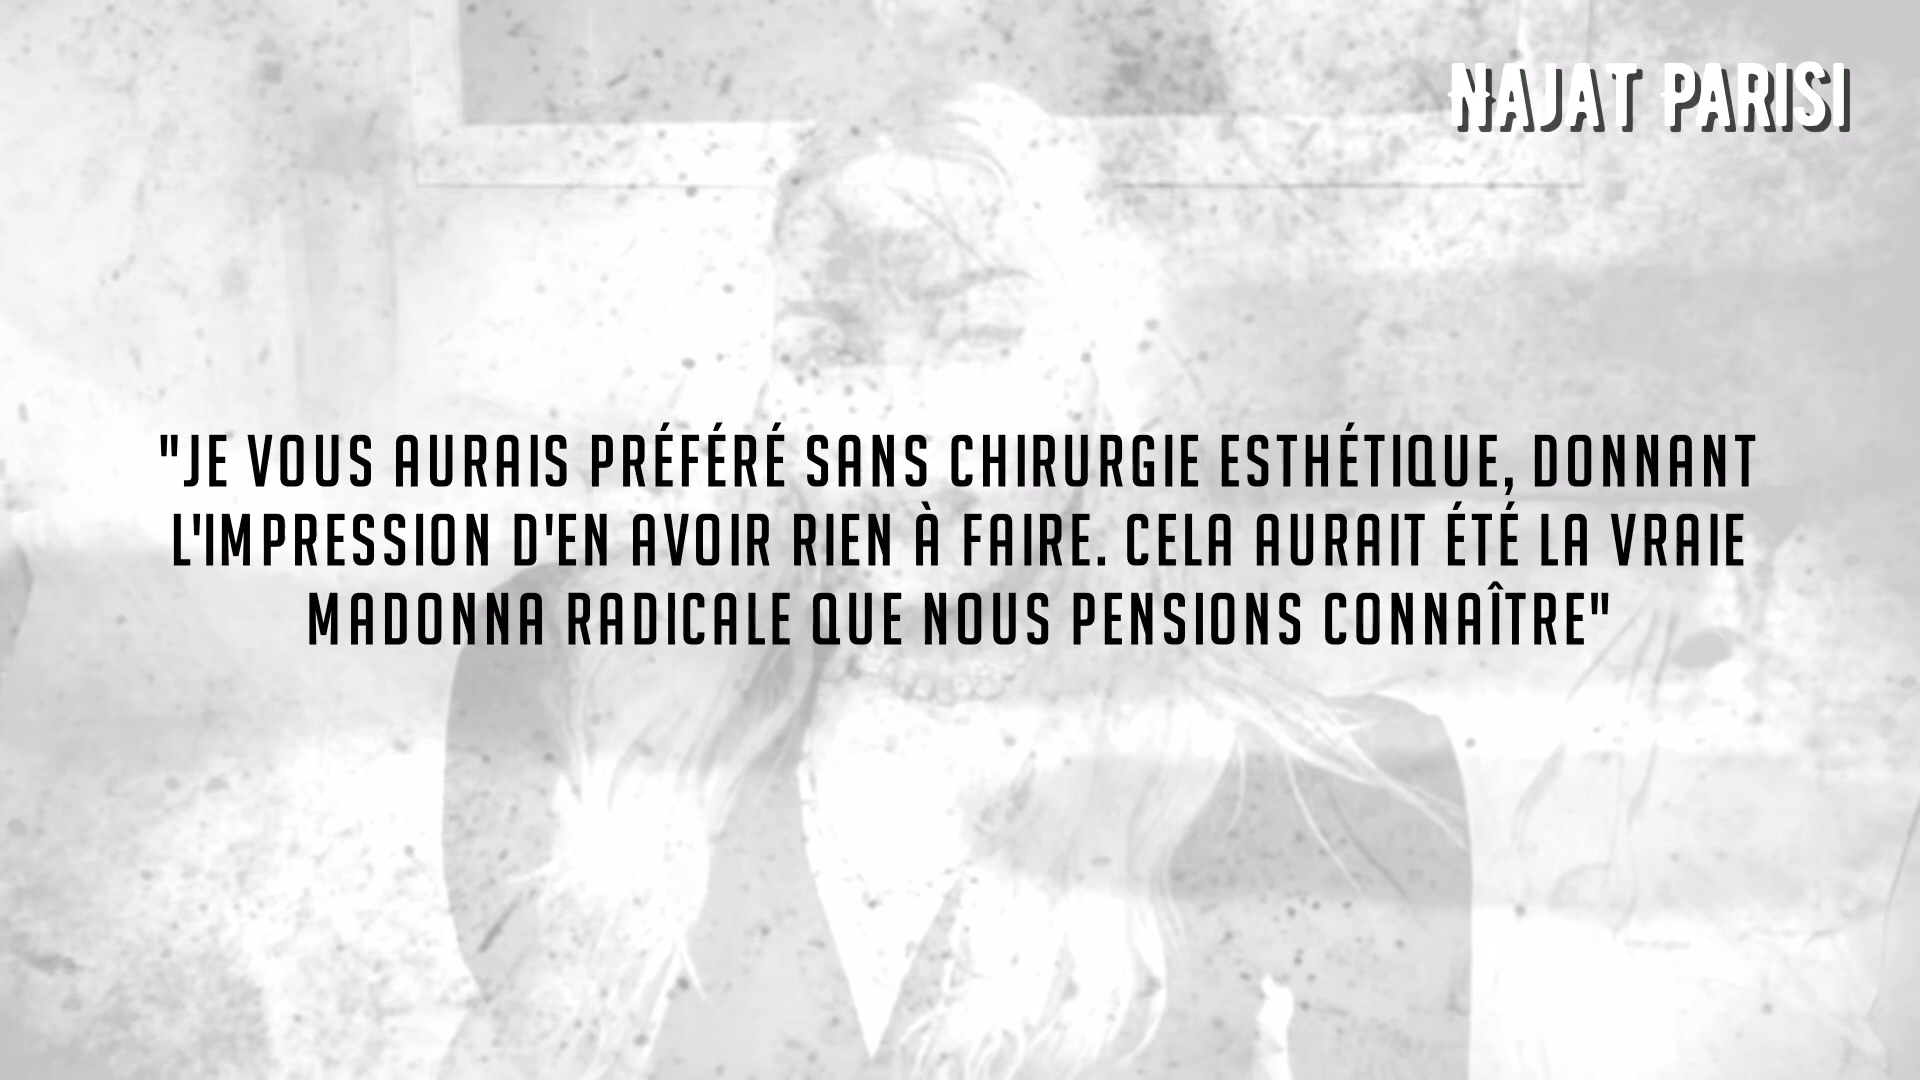 NAJAT PARISI
"JE VOUS AURAIS PRÉFÉRÉ SANS CHIRURGIE ESTHÉTIQUE, DONNANT
L'IMPRESSION D'EN AVOIR RIEN À FAIRE. CELA AURAIT ÉTÉ LA VRAIE
MADONNA RADICALE QUE NOUS PENSIONS CONNAÎTRE"